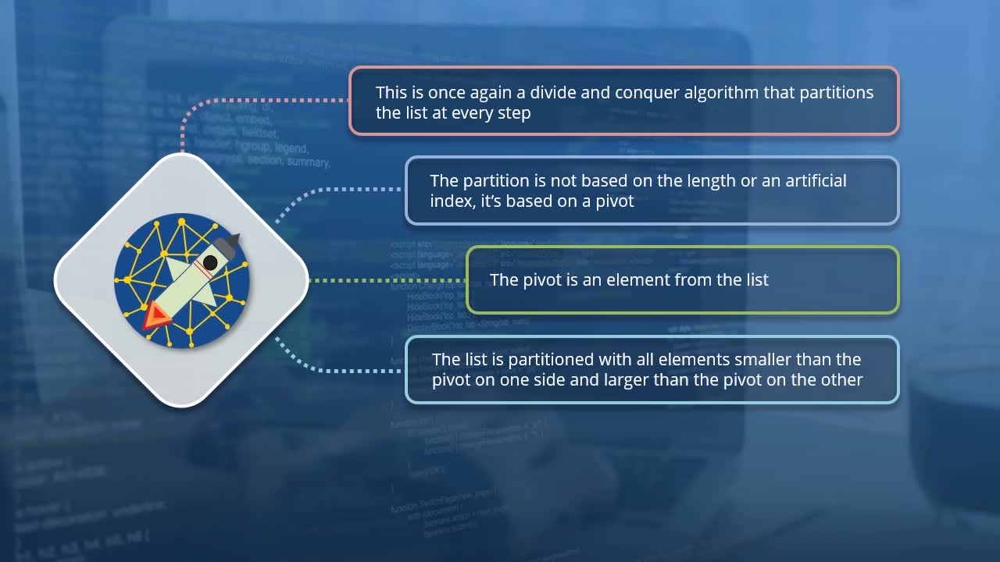 This is once again a divide and conquer algorithm that partitions
the list at every step
The partition is not based on the length or an artificial
index, it’s based on a pivot
The pivot is an element from the list
The list is partitioned with all elements smaller than the
pivot on one side and larger than the pivot on the other